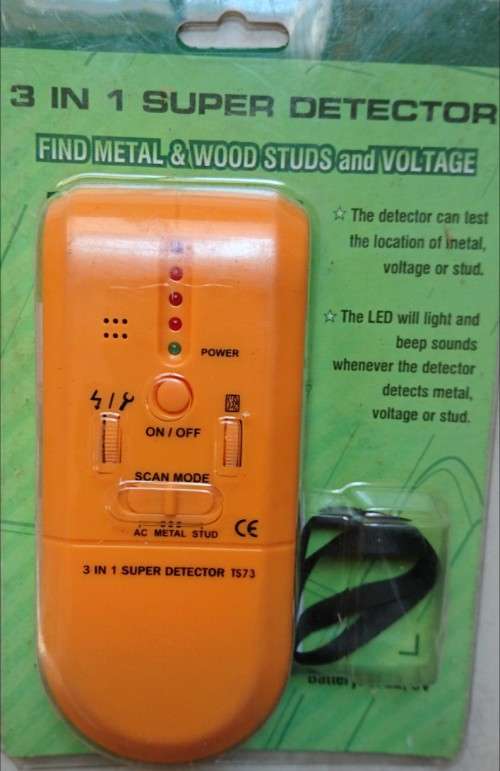 3 IN 1 SUPER DETECTOR
FIND METAL & WOOD STUDS and VOLTAGE
The detector can test
the location of metal,
voltage or stud.
The LED will light and
beep sounds
whenever the detector
detects metal,
voltage or stud.
POWER
ON / OFF
SCAN MODE
AC METAL STUD
CE
3 IN 1 SUPER DETECTOR TS73